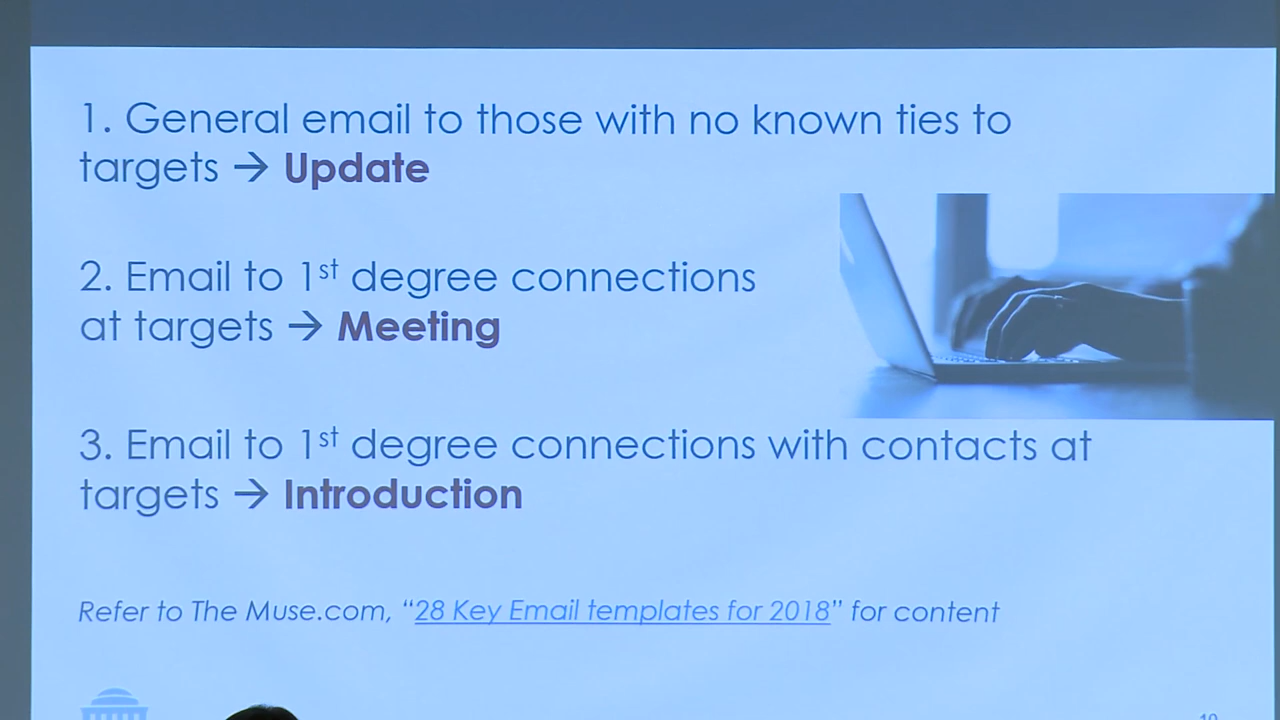 1. General email to those with no known ties to
targets → Update
2. Email to 1st degree connections
at targets → Meeting
3. Email to 1st degree connections with contacts at
targets → Introduction
Refer to The Muse.com, “28 Key Email templates for 2018” for content